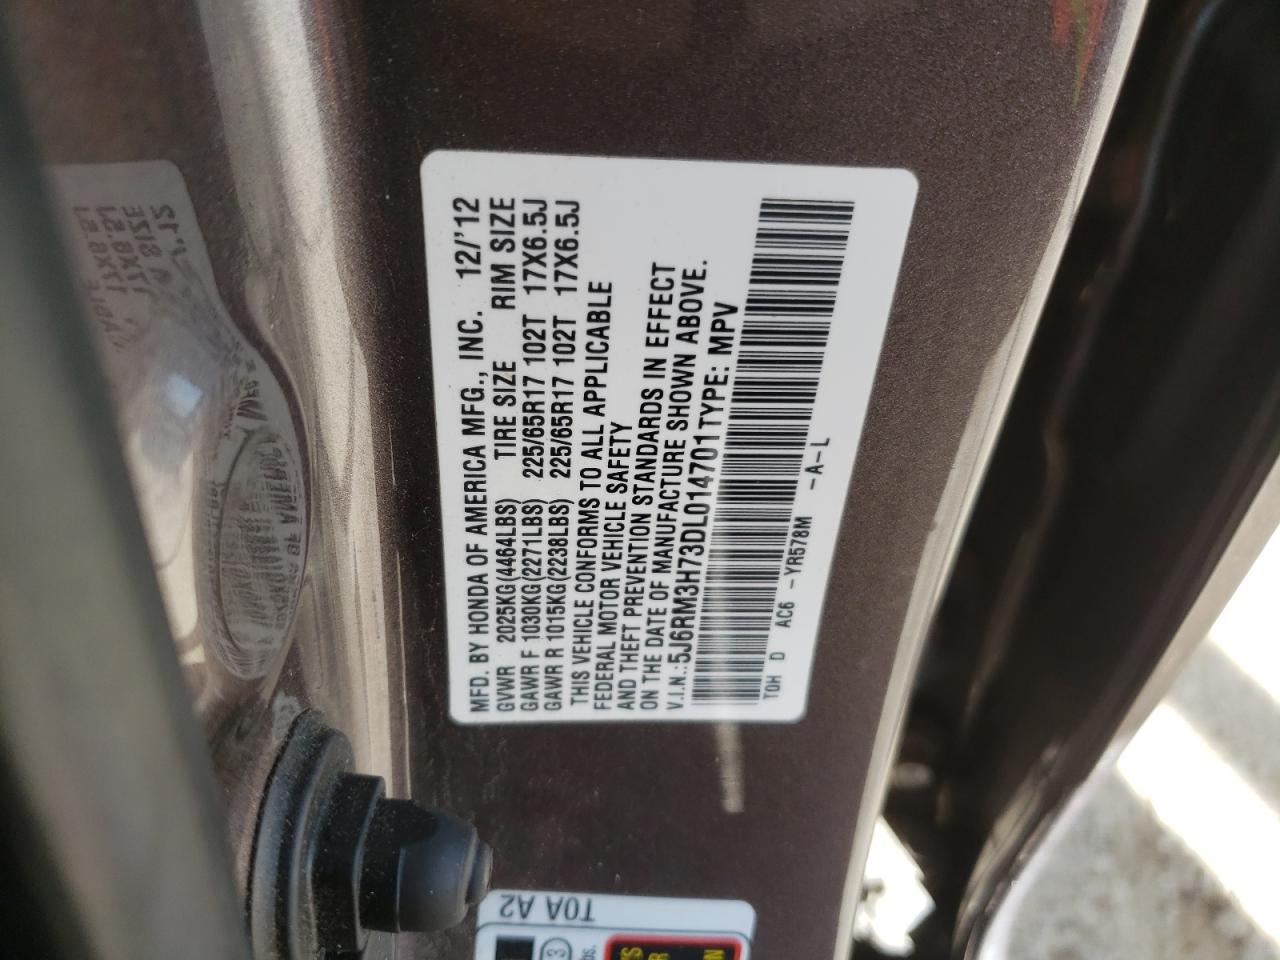 MFD. BY HONDA OF AMERICA MFG., INC. 12/'12
GVWR 2025KG(4464LBS) TIRE SIZE RIM SIZE
GAWR F 1030KG(2271LBS) 225/65R17 102T 17X6.5J
GAWR R 1015KG(2238LBS) 225/65R17 102T 17X6.5J
THIS VEHICLE CONFORMS TO ALL APPLICABLE
FEDERAL MOTOR VEHICLE SAFETY
AND THEFT PREVENTION STANDARDS IN EFFECT
ON THE DATE OF MANUFACTURE SHOWN ABOVE.
V.I.N.:5J6RM3H73DL014701 TYPE: MPV
T0H D AC6 -YR578M -A-L
T0A A2
3